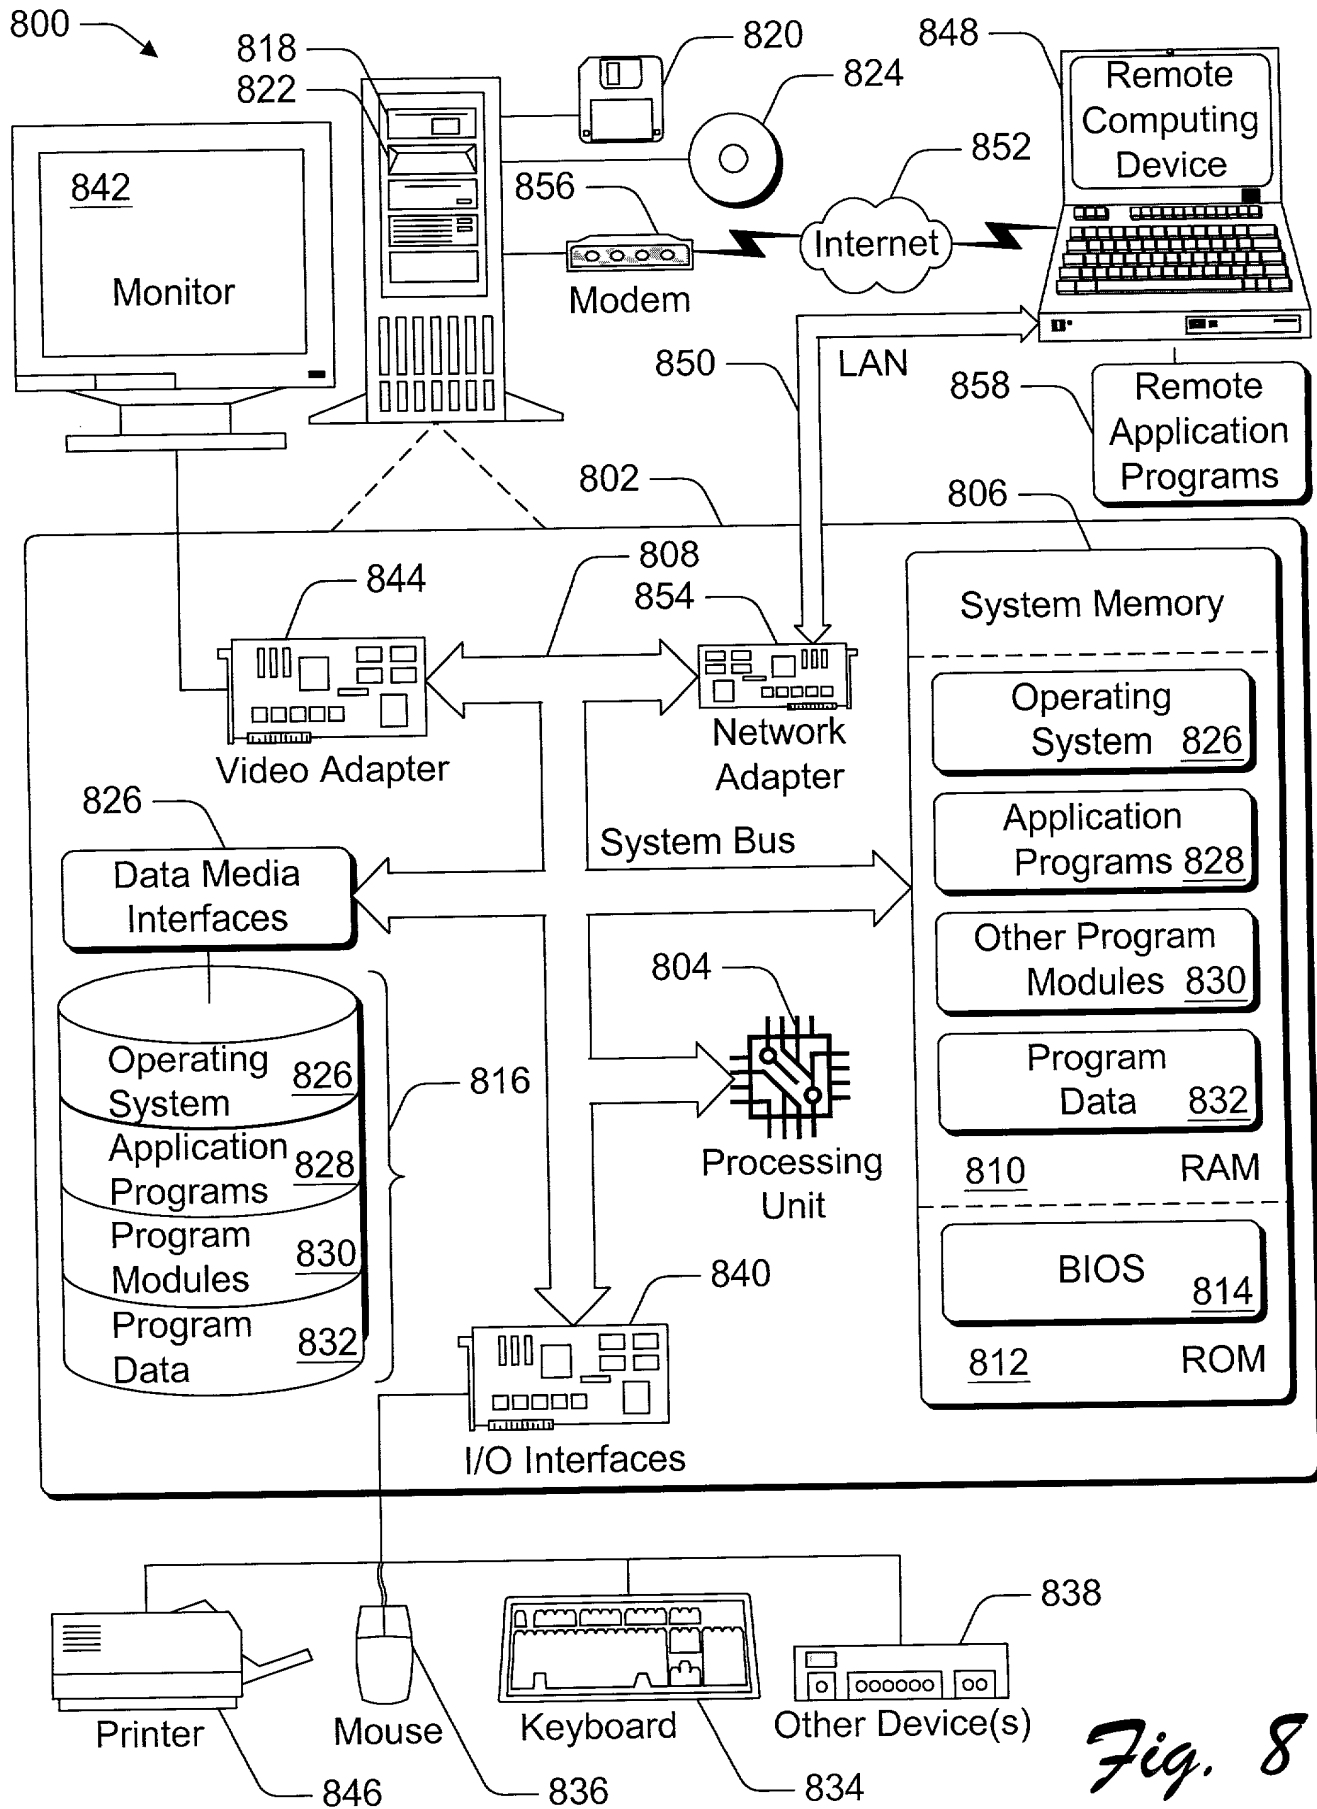 800
818
822
820
824
848
Remote
Computing
Device
852
856
842
Monitor
Internet
Modem
LAN
850
858
Remote
Application
Programs
802
806
808
844
854
System Memory
Operating
System 826
Video Adapter
Network
Adapter
826
Application
Programs 828
System Bus
Data Media
Interfaces
Other Program
Modules 830
804
Operating
System 826
816
Program
Data 832
Application
Programs 828
Processing
Unit
810 RAM
Program
Modules 830
840
BIOS
814
Program
Data 832
812 ROM
I/O Interfaces
838
Printer
Mouse
Keyboard
Other Device(s)
846
836
834
Fig. 8